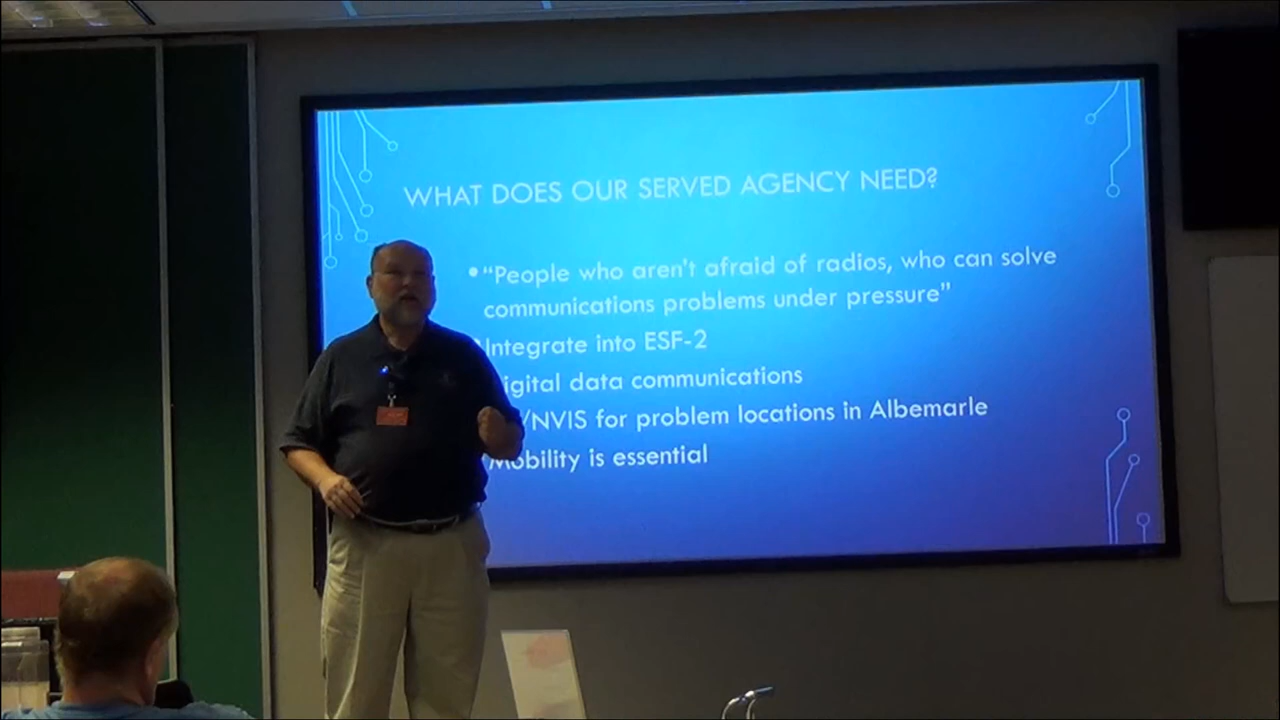 WHAT DOES OUR SERVED AGENCY NEED?
• “People who aren't afraid of radios, who can solve
communications problems under pressure”
Integrate into ESF-2
igital data communications
/NVIS for problem locations in Albemarle
Mobility is essential